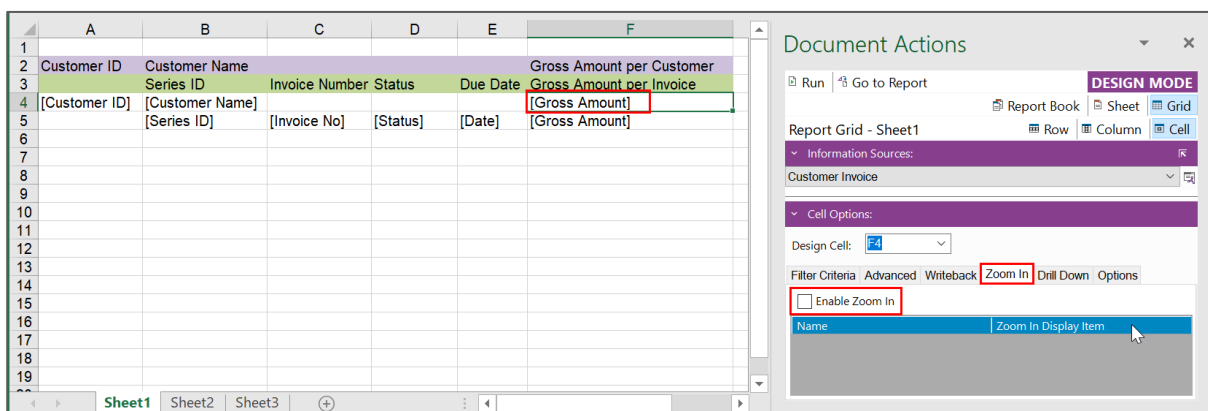 A B C D E F
1
2 Customer ID Customer Name Gross Amount per Customer
3 Series ID Invoice Number Status Due Date Gross Amount per Invoice
4 [Customer ID] [Customer Name] [Gross Amount]
5 [Series ID] [Invoice No] [Status] [Date] [Gross Amount]
6
7
8
9
10
11
12
13
14
15
16
17
18
19
Sheet1 Sheet2 Sheet3
Document Actions
Run Go to Report DESIGN MODE
Report Book Sheet Grid
Report Grid - Sheet1 Row Column Cell
Information Sources:
Customer Invoice
Cell Options:
Design Cell: F4
Filter Criteria Advanced Writeback Zoom In Drill Down Options
Enable Zoom In
Name Zoom In Display Item